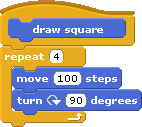 draw square
repeat 4
move 100 steps
turn 90 degrees